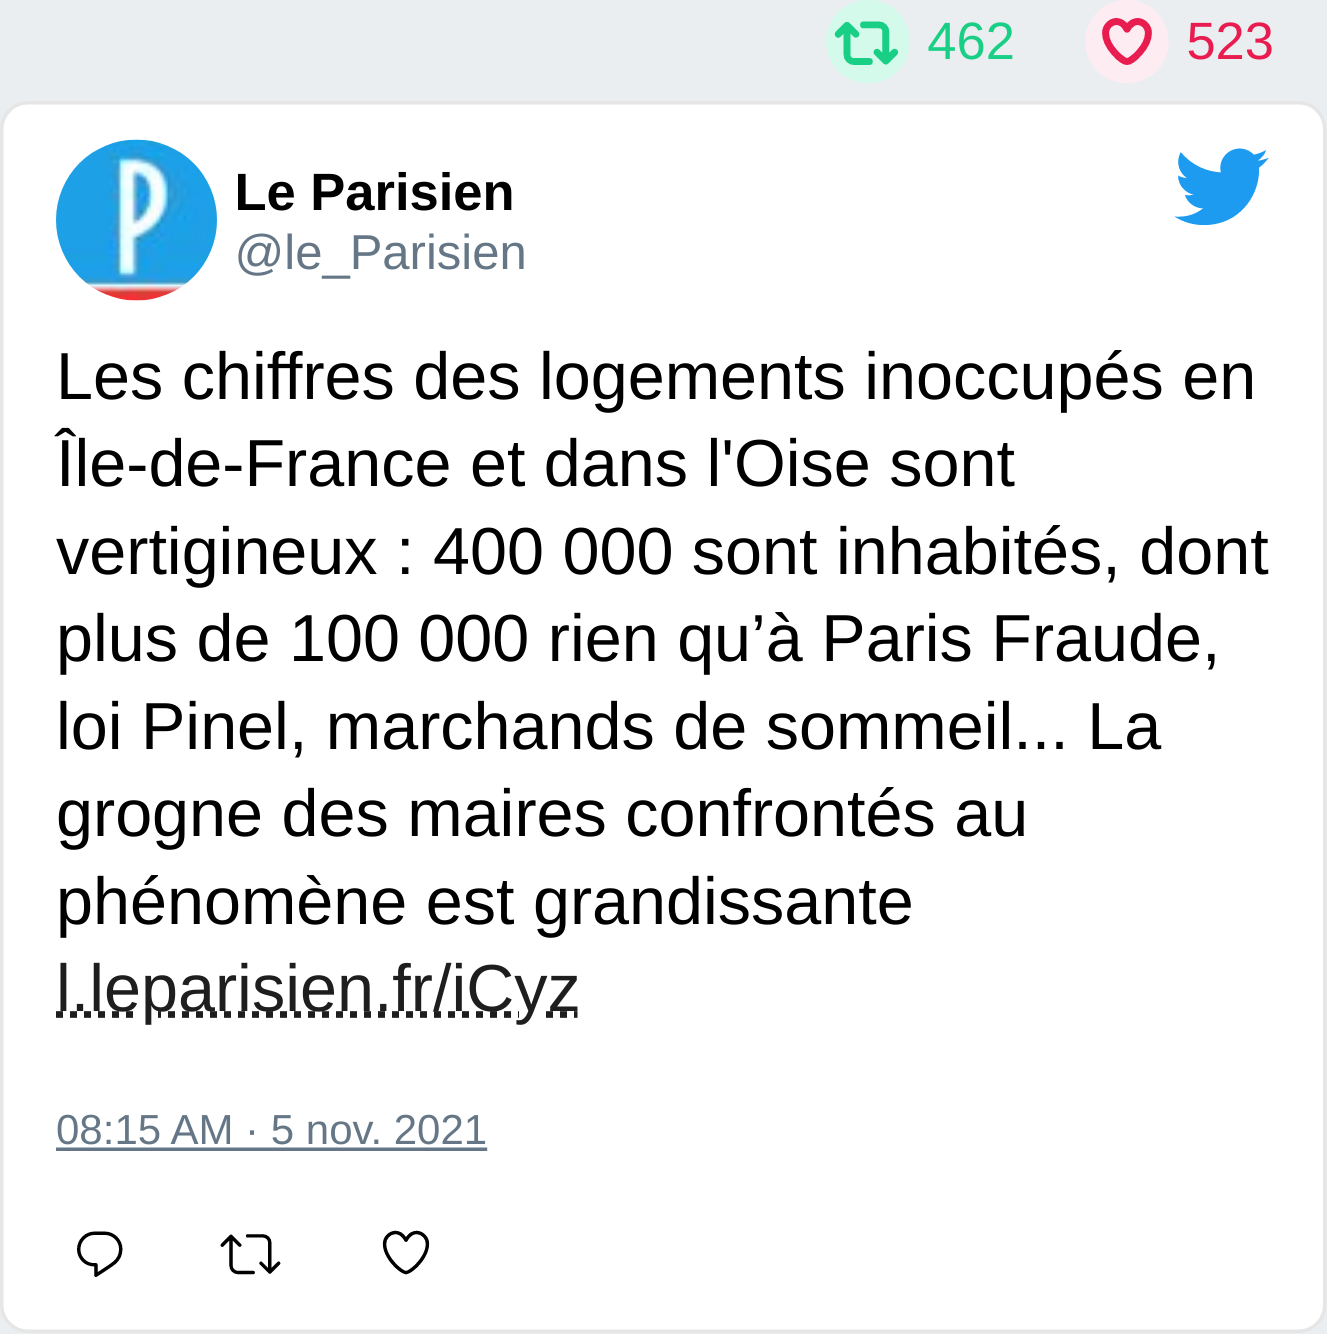 462 523
P
Le Parisien
@le_Parisien
Les chiffres des logements inoccupés en
Île-de-France et dans l'Oise sont
vertigineux : 400 000 sont inhabités, dont
plus de 100 000 rien qu’à Paris Fraude,
loi Pinel, marchands de sommeil... La
grogne des maires confrontés au
phénomène est grandissante
l.leparisien.fr/iCyz
08:15 AM · 5 nov. 2021